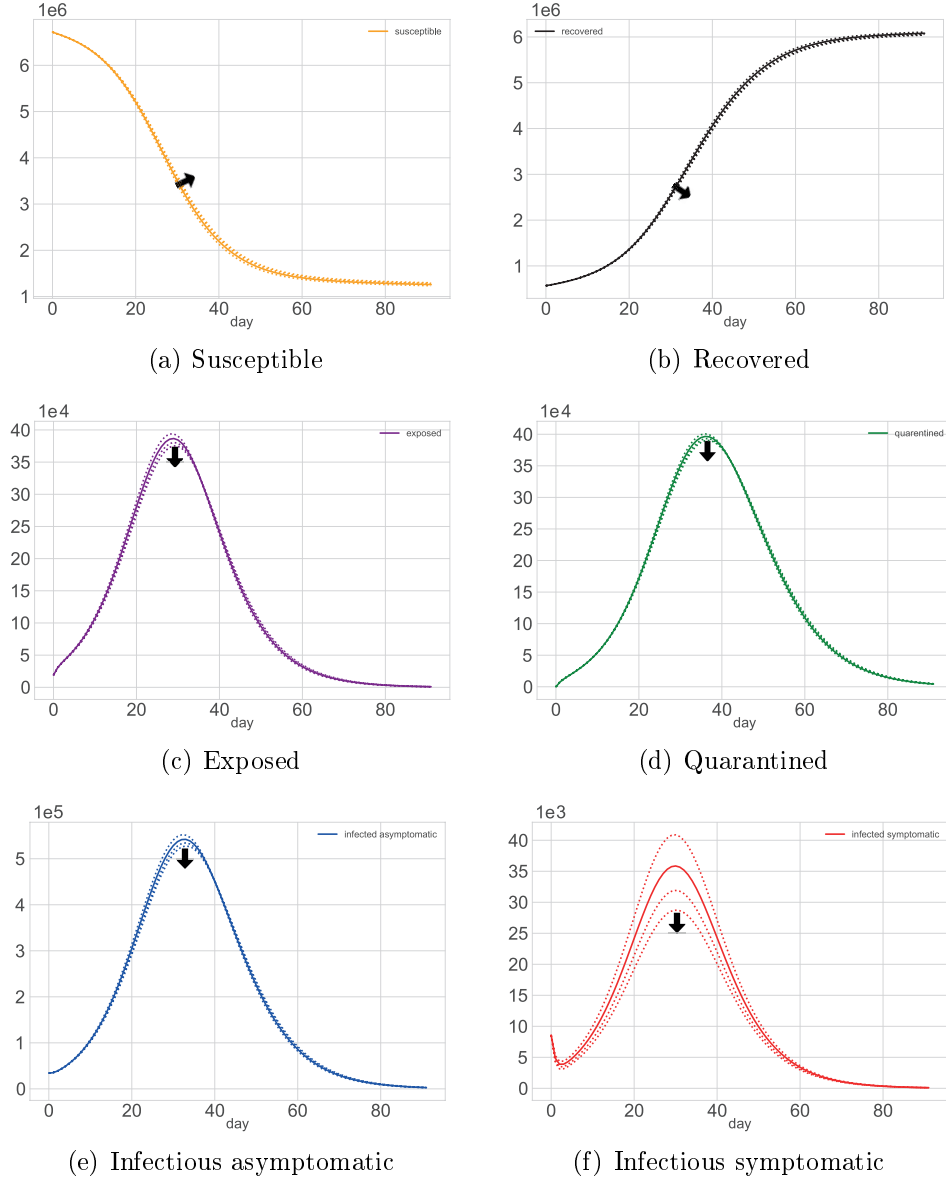 1e6
susceptible
6
5
4
3
2
1
0 20 40 60 80
day
(a) Susceptible
1e6
recovered
6
5
4
3
2
1
0 20 40 60 80
day
(b) Recovered
1e4
exposed
40
35
30
25
20
15
10
5
0
0 20 40 60 80
day
(c) Exposed
1e4
quarentined
40
35
30
25
20
15
10
5
0
0 20 40 60 80
day
(d) Quarantined
1e5
infected asymptomatic
5
4
3
2
1
0
0 20 40 60 80
day
(e) Infectious asymptomatic
1e3
infected symptomatic
40
35
30
25
20
15
10
5
0
0 20 40 60 80
day
(f) Infectious symptomatic